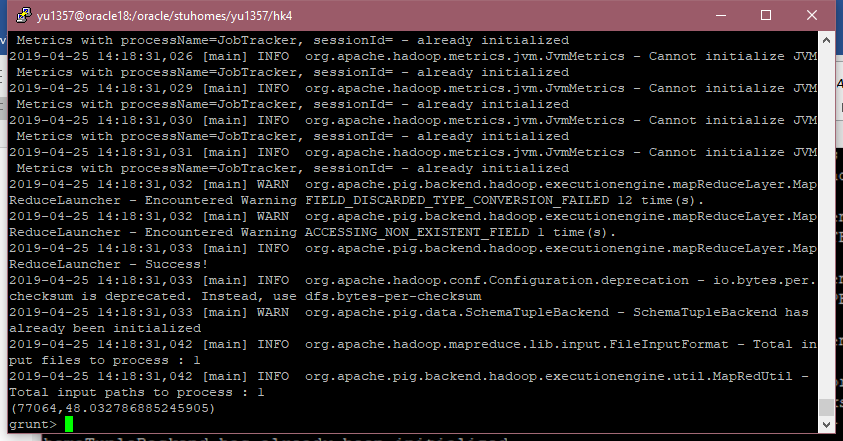 yu1357@oracle18:/oracle/stuhomes/yu1357/hk4
Metrics with processName=JobTracker, sessionId= - already initialized
2019-04-25 14:18:31,026 [main] INFO  org.apache.hadoop.metrics.jvm.JvmMetrics - Cannot initialize JVM
Metrics with processName=JobTracker, sessionId= - already initialized
2019-04-25 14:18:31,029 [main] INFO  org.apache.hadoop.metrics.jvm.JvmMetrics - Cannot initialize JVM
Metrics with processName=JobTracker, sessionId= - already initialized
2019-04-25 14:18:31,030 [main] INFO  org.apache.hadoop.metrics.jvm.JvmMetrics - Cannot initialize JVM
Metrics with processName=JobTracker, sessionId= - already initialized
2019-04-25 14:18:31,031 [main] INFO  org.apache.hadoop.metrics.jvm.JvmMetrics - Cannot initialize JVM
Metrics with processName=JobTracker, sessionId= - already initialized
2019-04-25 14:18:31,032 [main] WARN  org.apache.pig.backend.hadoop.executionengine.mapReduceLayer.Map
ReduceLauncher - Encountered Warning FIELD_DISCARDED_TYPE_CONVERSION_FAILED 12 time(s).
2019-04-25 14:18:31,032 [main] WARN  org.apache.pig.backend.hadoop.executionengine.mapReduceLayer.Map
ReduceLauncher - Encountered Warning ACCESSING_NON_EXISTENT_FIELD 1 time(s).
2019-04-25 14:18:31,033 [main] INFO  org.apache.pig.backend.hadoop.executionengine.mapReduceLayer.Map
ReduceLauncher - Success!
2019-04-25 14:18:31,033 [main] INFO  org.apache.hadoop.conf.Configuration.deprecation - io.bytes.per.
checksum is deprecated. Instead, use dfs.bytes-per-checksum
2019-04-25 14:18:31,033 [main] WARN  org.apache.pig.data.SchemaTupleBackend - SchemaTupleBackend has
already been initialized
2019-04-25 14:18:31,042 [main] INFO  org.apache.hadoop.mapreduce.lib.input.FileInputFormat - Total in
put files to process : 1
2019-04-25 14:18:31,042 [main] INFO  org.apache.pig.backend.hadoop.executionengine.util.MapRedUtil -
Total input paths to process : 1
(77064,48.032786885245905)
grunt>